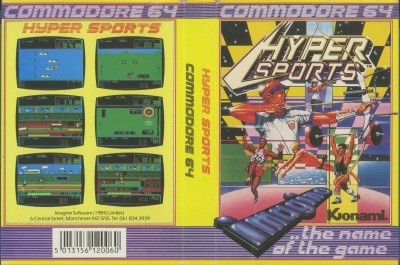 COMMODORE 64
HYPER SPORTS
Imagine Software (1984) Limited
6 Central Street, Manchester M2 5NS. Tel 061 834 3939
5 013156 120060
HYPER SPORTS
COMMODORE 64
COMMODORE 64
HYPER
SPORTS
Konami
...the name
of the game